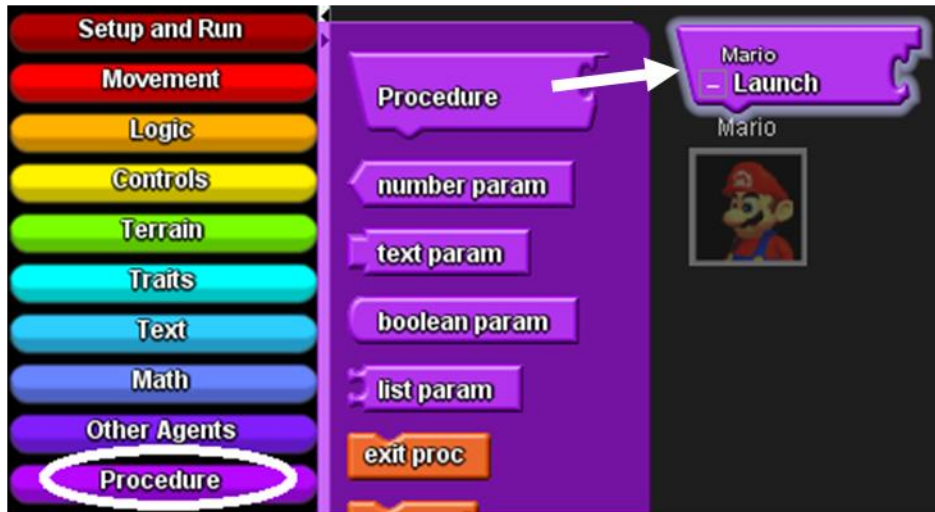 Setup and Run
Movement
Logic
Controls
Terrain
Traits
Text
Math
Other Agents
Procedure
Procedure
number param
text param
boolean param
list param
exit proc
Mario
– Launch
Mario